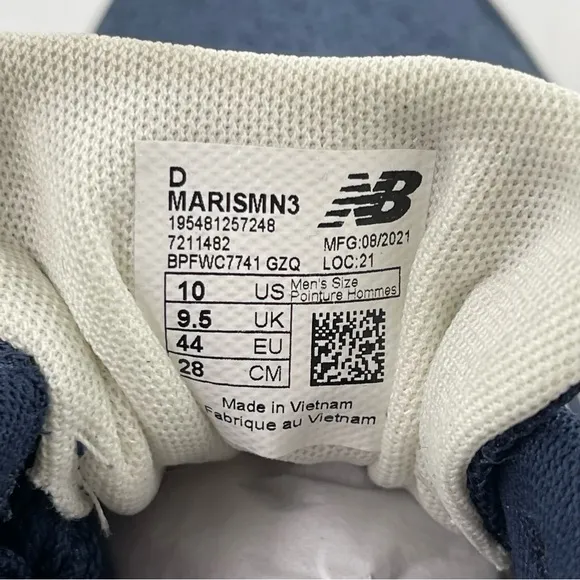 D
MARISMN3
195481257248
7211482
BPFWC7741 GZQ
NB
MFG:08/2021
LOC:21
10 US Men's Size
Pointure Hommes
9.5 UK
44 EU
28 CM
Made in Vietnam
Fabrique au Vietnam